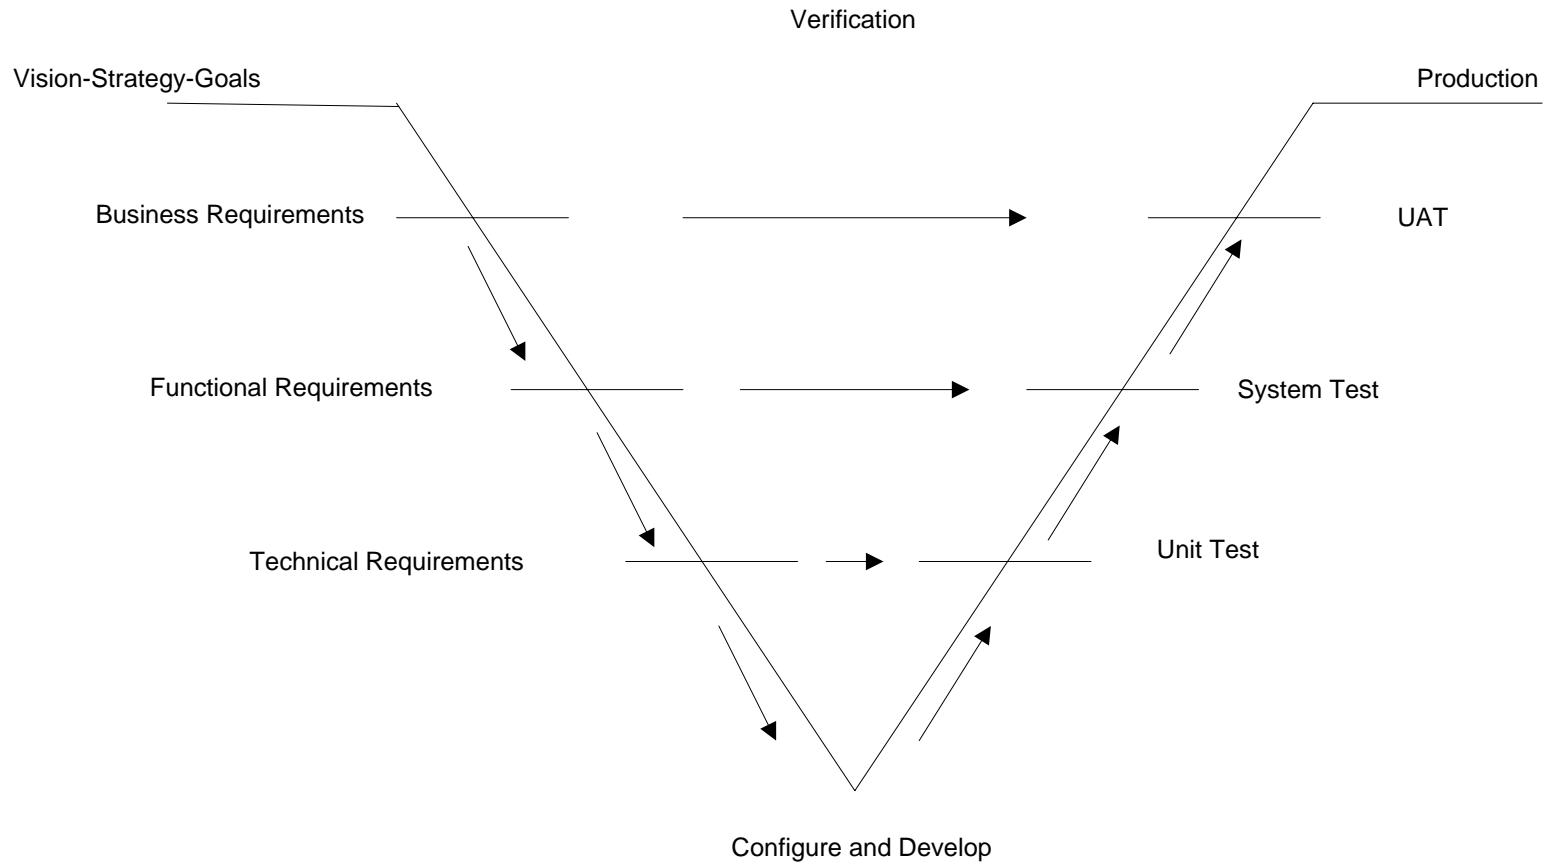 Verification
Vision-Strategy-Goals
Production
Business Requirements
UAT
Functional Requirements
System Test
Technical Requirements
Unit Test
Configure and Develop